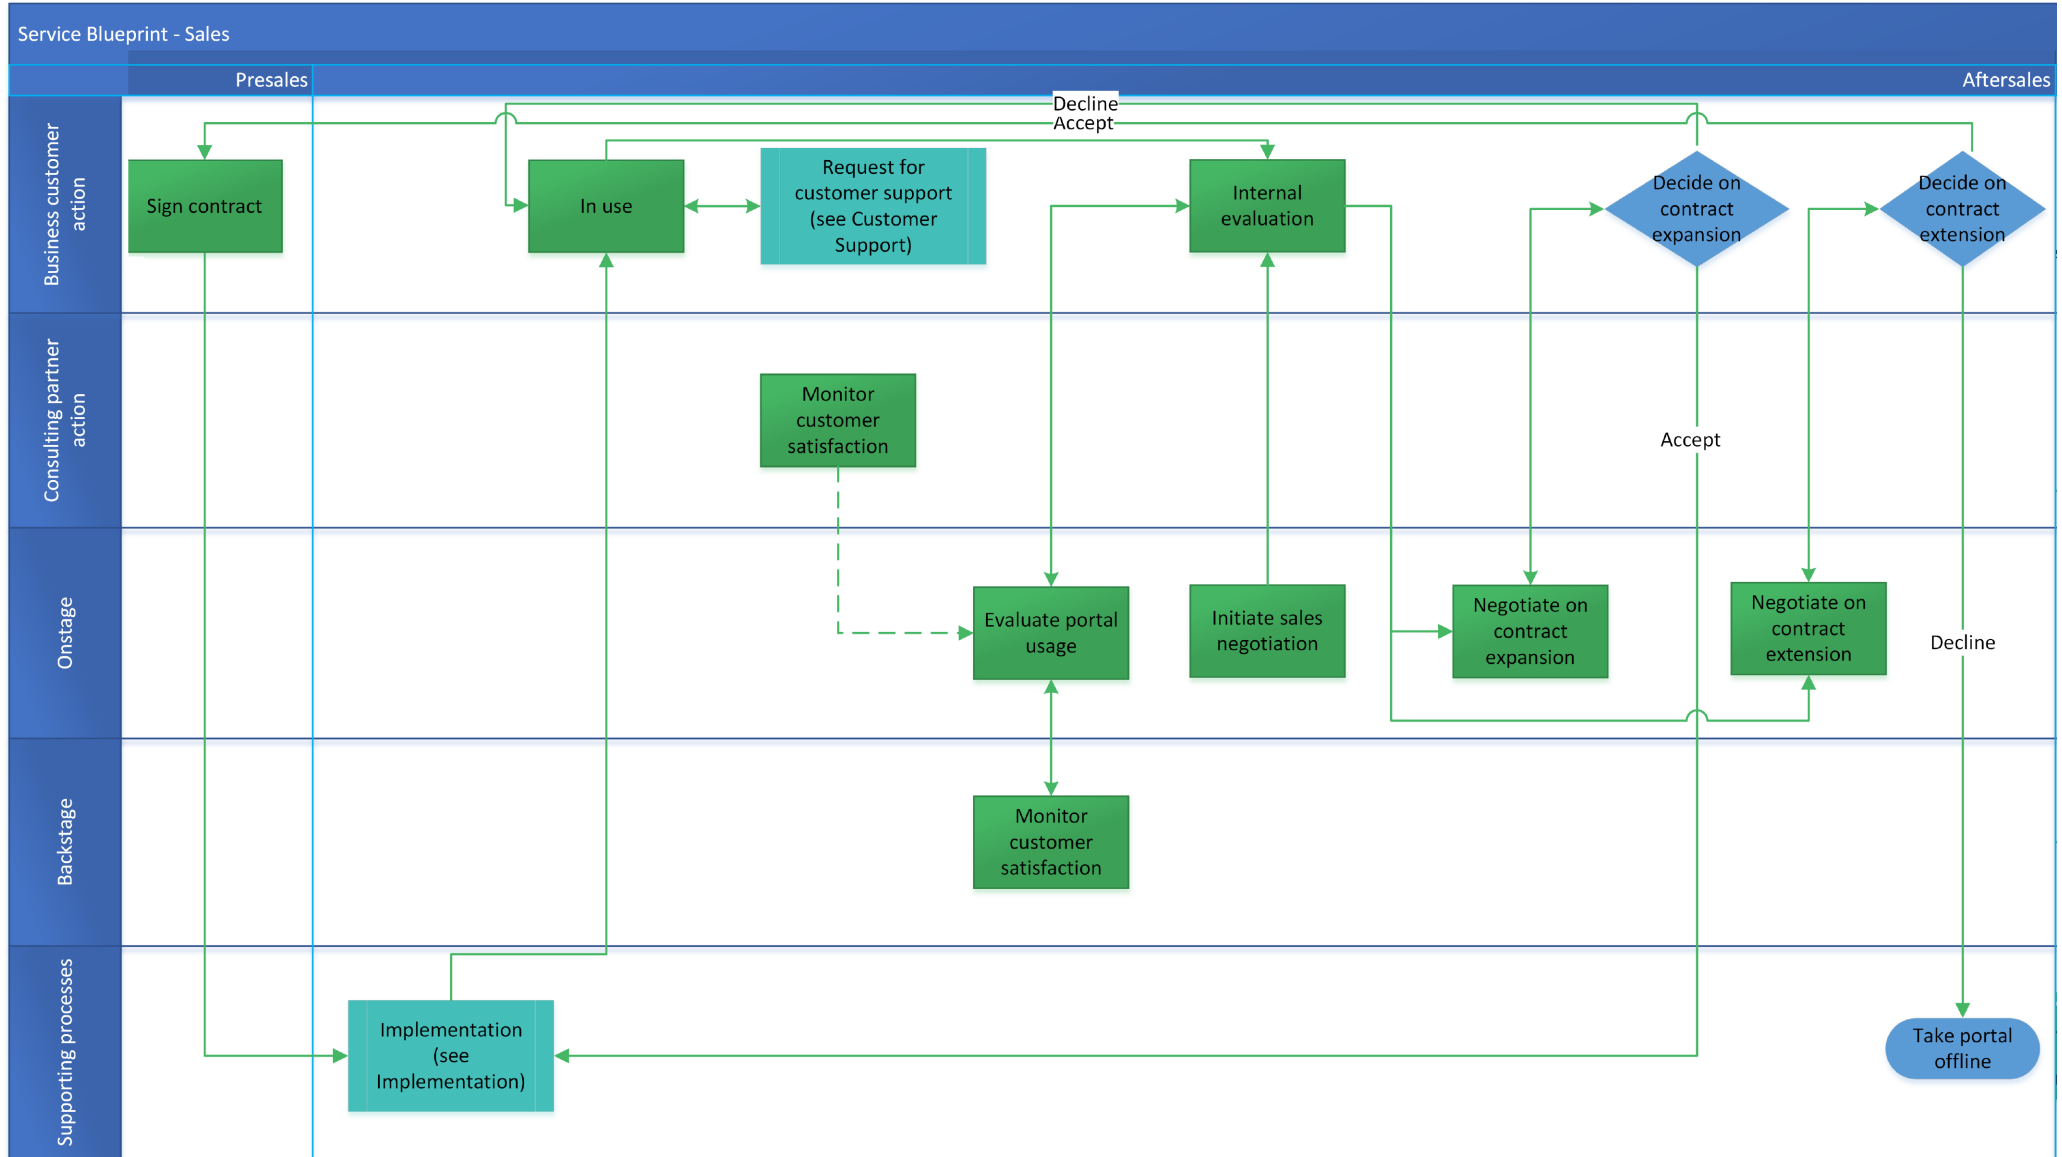 Service Blueprint - Sales
Presales
Aftersales
Business customer
action
Decline
Accept
Sign contract
In use
Request for
customer support
(see Customer
Support)
Internal
evaluation
Decide on
contract
expansion
Decide on
contract
extension
Consulting partner
action
Monitor
customer
satisfaction
Accept
Onstage
Evaluate portal
usage
Initiate sales
negotiation
Negotiate on
contract
expansion
Negotiate on
contract
extension
Decline
Backstage
Monitor
customer
satisfaction
Supporting processes
Implementation
(see
Implementation)
Take portal
offline